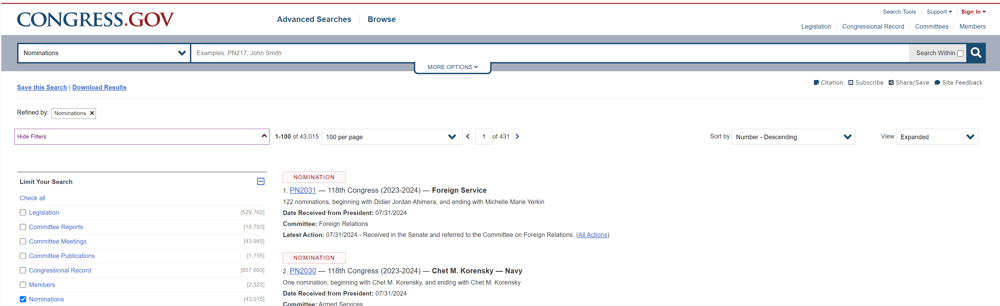 CONGRESS.GOV
Advanced Searches
Browse
Search Tools
Support
Sign In
Legislation
Congressional Record
Committees
Members
Nominations
Examples: PN217, John Smith
Search Within
MORE OPTIONS
Save this Search | Download Results
Citation
Subscribe
Share/Save
Site Feedback
Refined by: Nominations
Hide Filters
1-100 of 43,015
100 per page
1 of 431
Sort by Number - Descending
View Expanded
Limit Your Search
Check all
Legislation [529,762]
Committee Reports [18,753]
Committee Meetings [43,945]
Committee Publications [1,755]
Congressional Record [857,693]
Members [2,522]
Nominations [43,015]
NOMINATION
1. PN2031 — 118th Congress (2023-2024) — Foreign Service
122 nominations, beginning with Didier Jordan Ahimera, and ending with Michelle Marie Yerkin
Date Received from President: 07/31/2024
Committee: Foreign Relations
Latest Action: 07/31/2024 - Received in the Senate and referred to the Committee on Foreign Relations. (All Actions)
NOMINATION
2. PN2030 — 118th Congress (2023-2024) — Chet M. Korensky — Navy
One nomination, beginning with Chet M. Korensky, and ending with Chet M. Korensky
Date Received from President: 07/31/2024
Committee: Armed Services